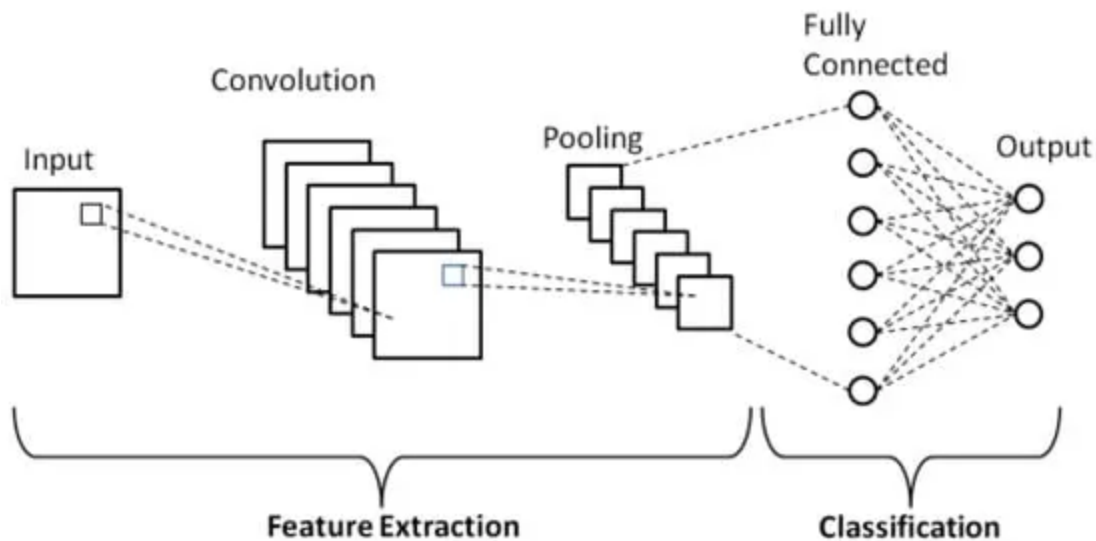 Input
Convolution
Pooling
Fully
Connected
Output
Feature Extraction
Classification